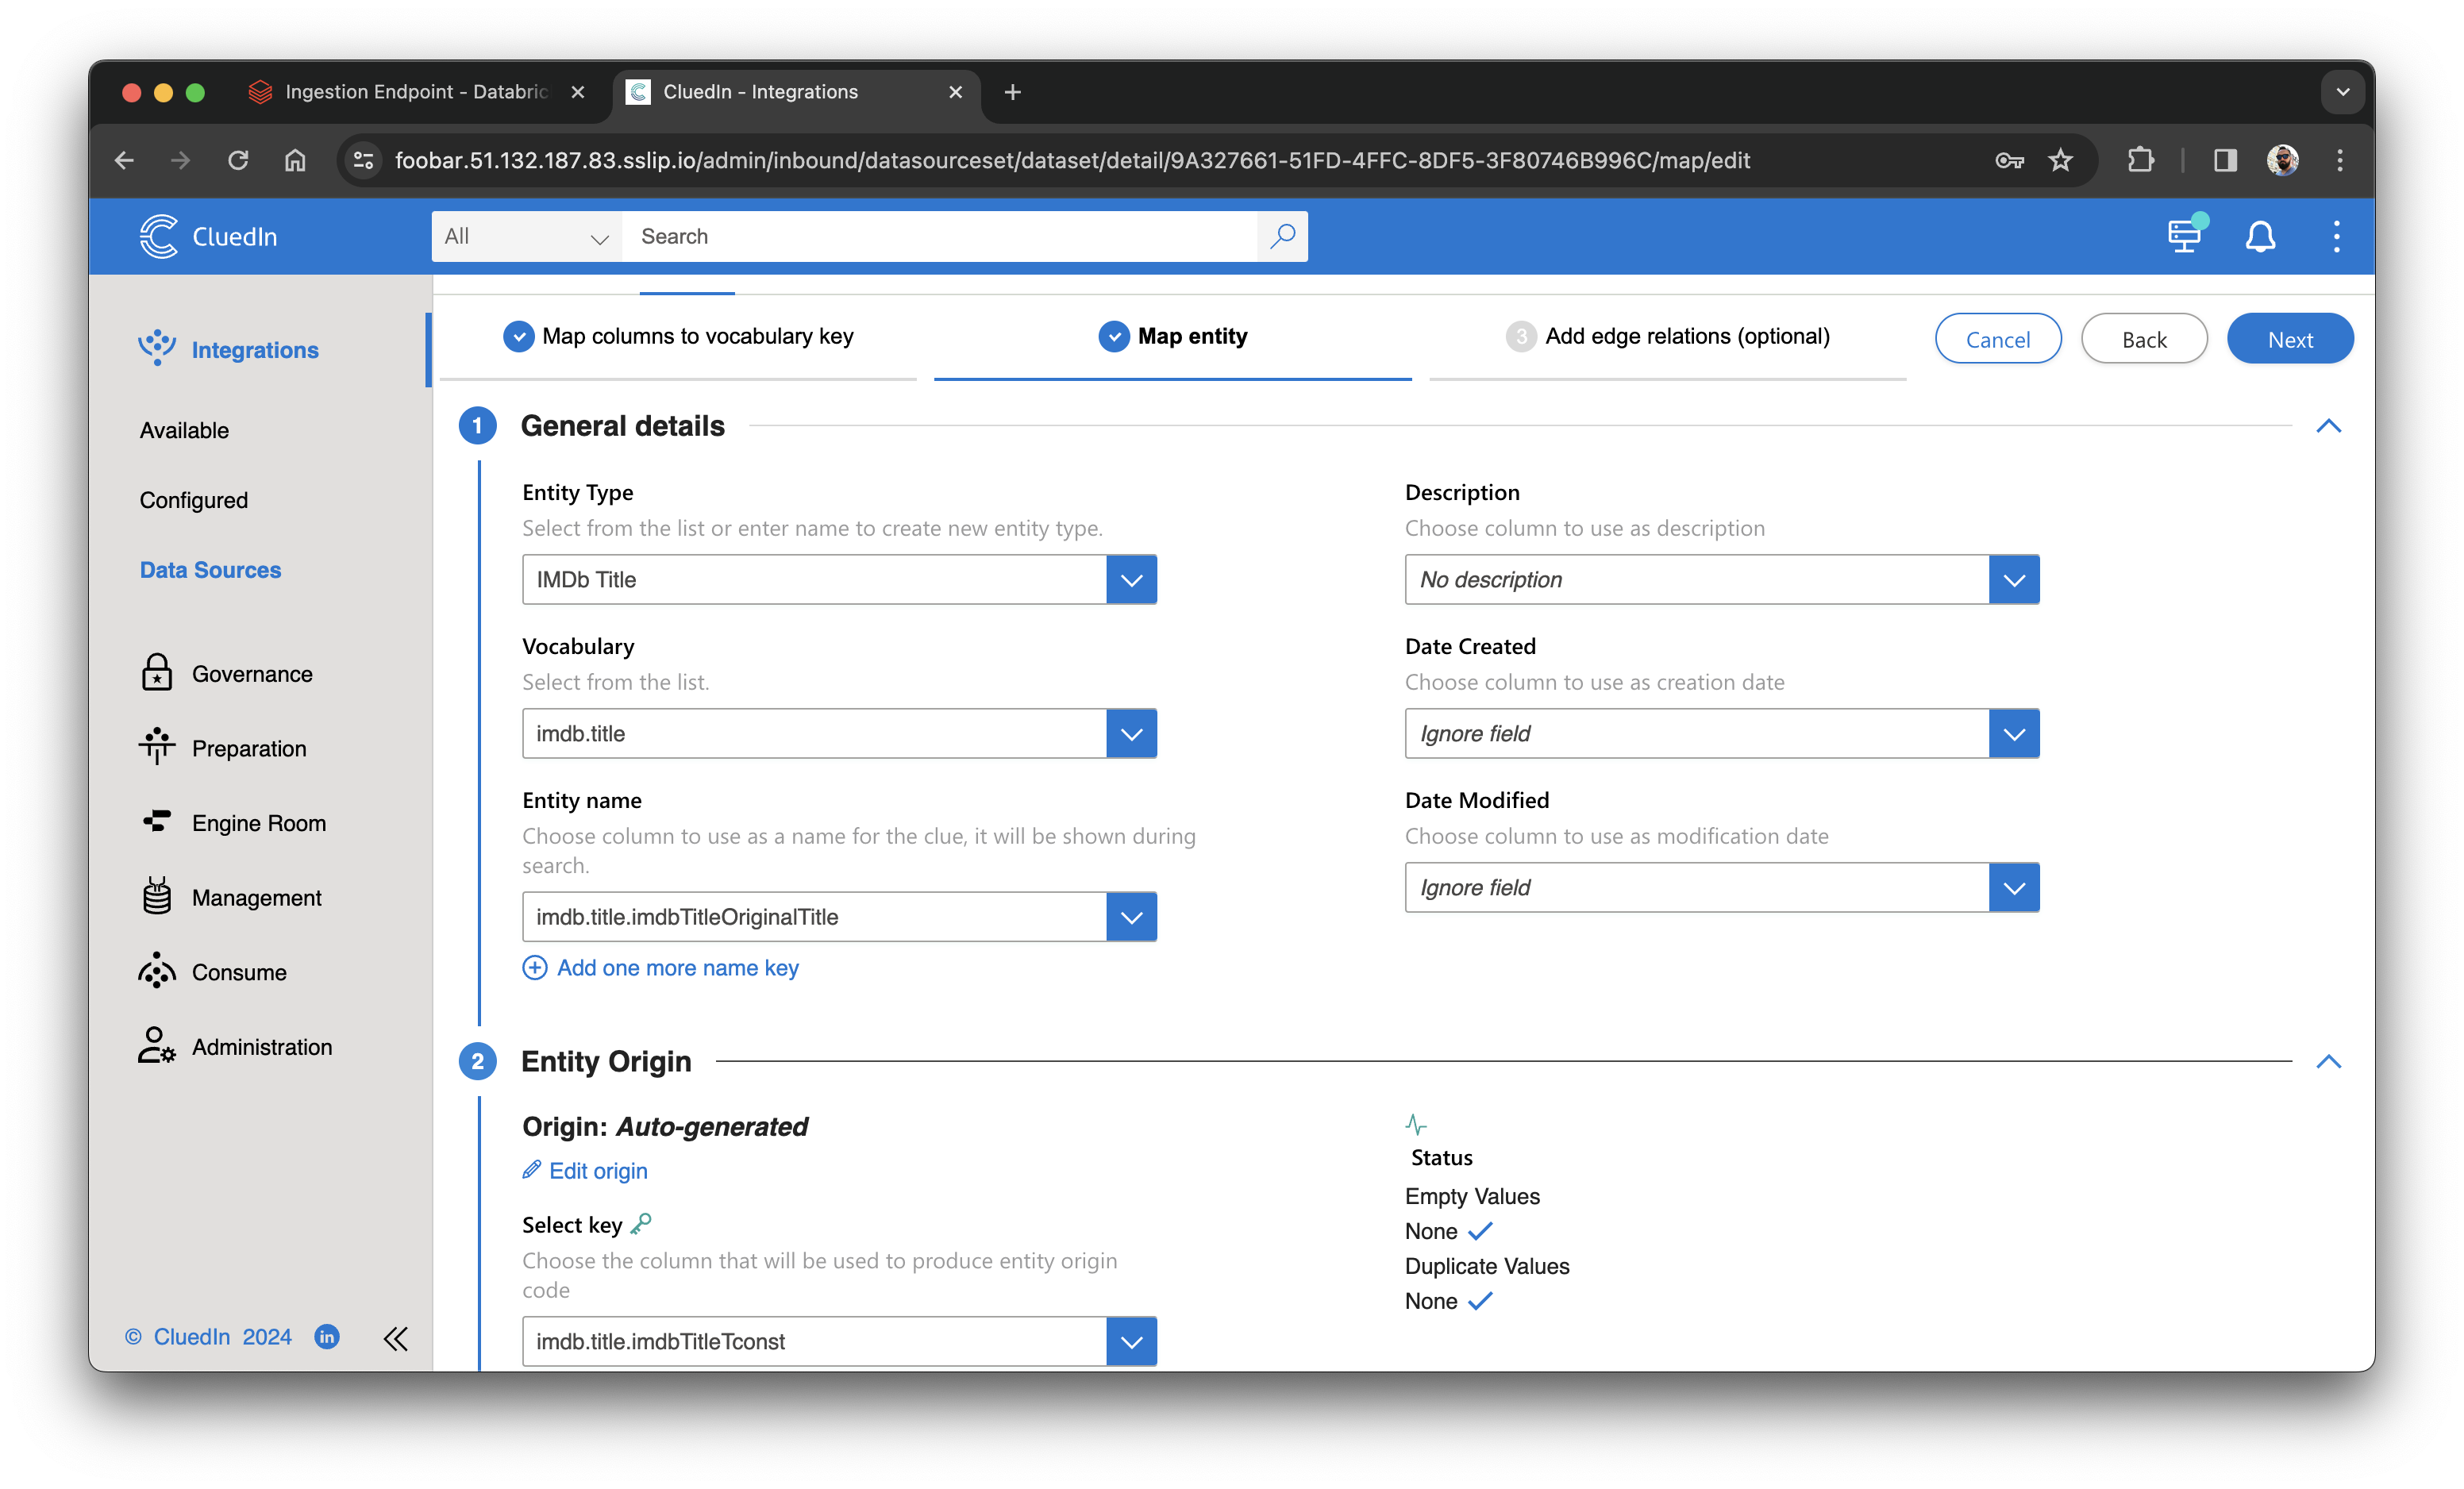 Ingestion Endpoint - Databric
CluedIn - Integrations
foobar.51.132.187.83.sslip.io/admin/inbound/datasourceset/dataset/detail/9A327661-51FD-4FFC-8DF5-3F80746B996C/map/edit
CluedIn
All
Search
Integrations
Available
Configured
Data Sources
Governance
Preparation
Engine Room
Management
Consume
Administration
© CluedIn 2024 in
Map columns to vocabulary key
Map entity
3 Add edge relations (optional)
Cancel
Back
Next
1 General details
Entity Type
Select from the list or enter name to create new entity type.
IMDb Title
Vocabulary
Select from the list.
imdb.title
Entity name
Choose column to use as a name for the clue, it will be shown during
search.
imdb.title.imdbTitleOriginalTitle
Add one more name key
Description
Choose column to use as description
No description
Date Created
Choose column to use as creation date
Ignore field
Date Modified
Choose column to use as modification date
Ignore field
2 Entity Origin
Origin: Auto-generated
Edit origin
Select key
Choose the column that will be used to produce entity origin
code
imdb.title.imdbTitleTconst
Status
Empty Values
None
Duplicate Values
None